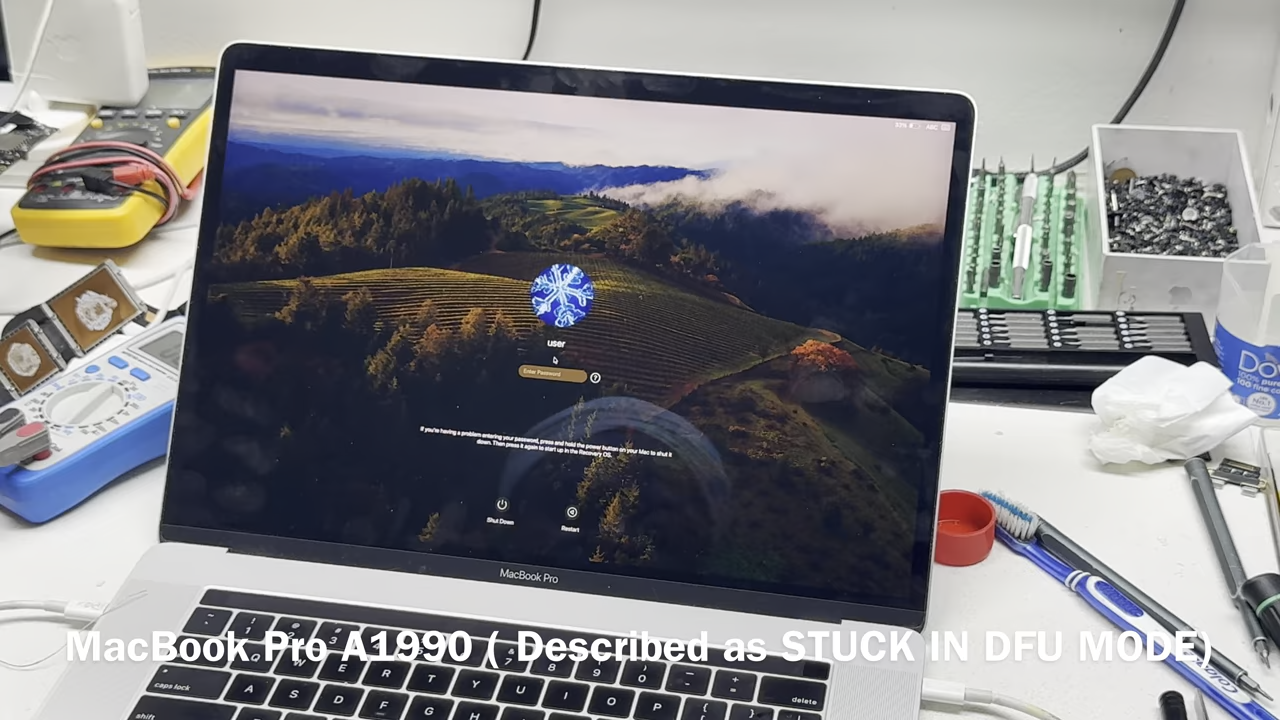 ABC
user
Enter Password
If you're having a problem entering your password, press and hold the power button on your Mac to shut it
down. Then press it again to start up in the Recovery OS.
Shut Down
Restart
MacBook Pro
MacBook Pro A1990 ( Described as STUCK IN DFU MODE)
Q W E R T Y U I O P
caps lock A S D F G H J K L
delete
shift
Colgate